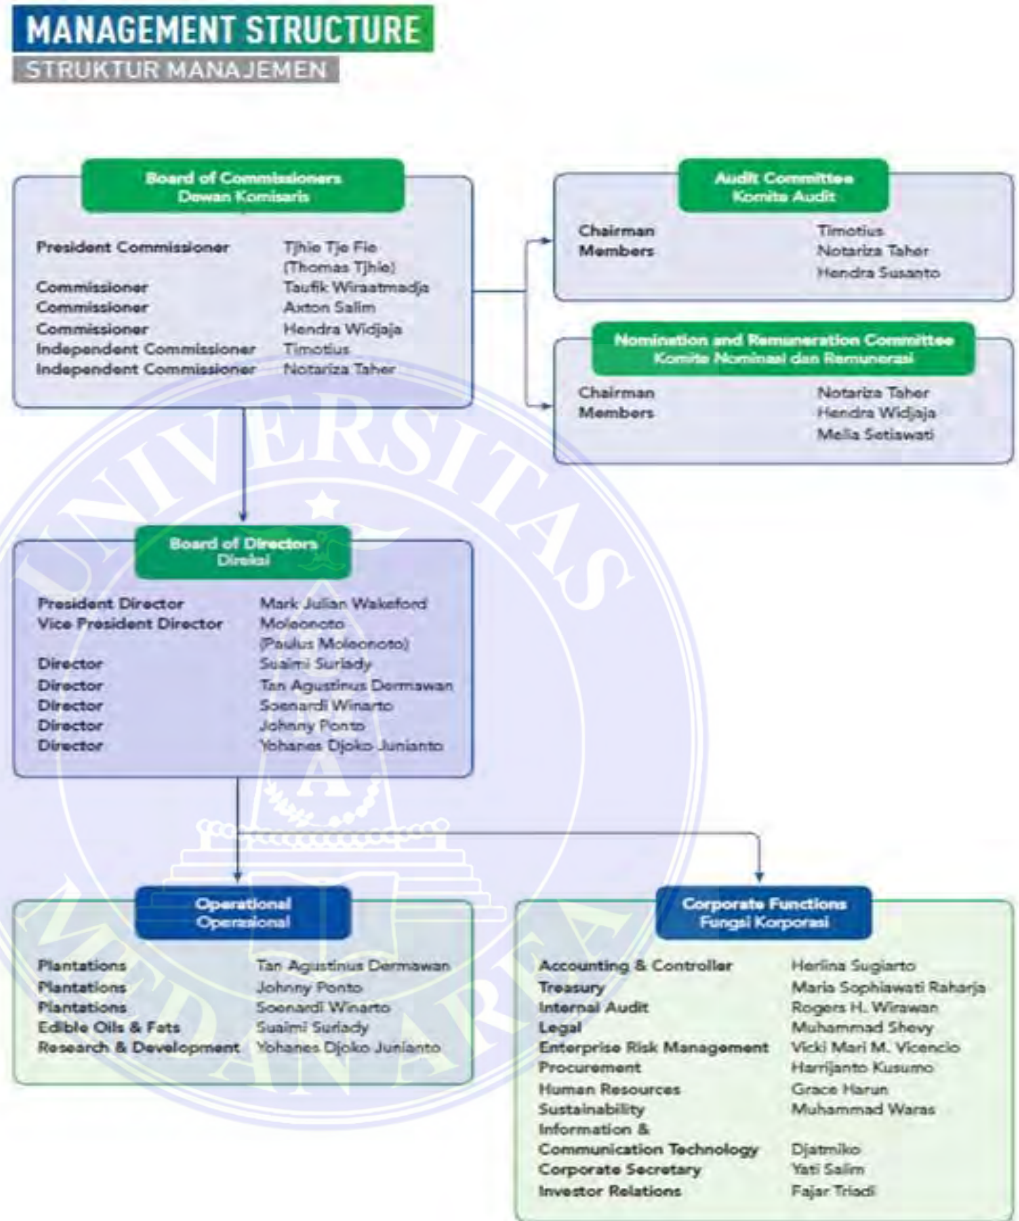 MANAGEMENT STRUCTURE
STRUKTUR MANAJEMEN
Board of Commissioners
Dewan Komisaris
President Commissioner Tjhie Tje Fie
(Thomas Tjhie)
Commissioner Taufik Wiraatmadja
Commissioner Axton Salim
Commissioner Hendra Widjaja
Independent Commissioner Timotius
Independent Commissioner Notariza Taher
Audit Committee
Komite Audit
Chairman Timotius
Members Notariza Taher
Hendra Susanto
Nomination and Remuneration Committee
Komite Nominasi dan Remunerasi
Chairman Notariza Taher
Members Hendra Widjaja
Melia Setiawati
Board of Directors
Direksi
President Director Mark Julian Wakeford
Vice President Director Moleonoto
(Paulus Moleonoto)
Director Suaimi Suriady
Director Tan Agustinus Dermawan
Director Soenardi Winarto
Director Johnny Ponto
Director Yohanes Djoko Junianto
Operational
Operasional
Plantations Tan Agustinus Dermawan
Plantations Johnny Ponto
Plantations Soenardi Winarto
Edible Oils & Fats Suaimi Suriady
Research & Development Yohanes Djoko Junianto
Corporate Functions
Fungsi Korporasi
Accounting & Controller Herlina Sugiarto
Treasury Maria Sophiawati Raharja
Internal Audit Rogers H. Wirawan
Legal Muhammad Shevy
Enterprise Risk Management Vicki Mari M. Vicencio
Procurement Harrijanto Kusumo
Human Resources Grace Harun
Sustainability Muhammad Waras
Information &
Communication Technology Djatmiko
Corporate Secretary Yati Salim
Investor Relations Fajar Triadi
UNIVERSITAS
MEDAN AREA
A